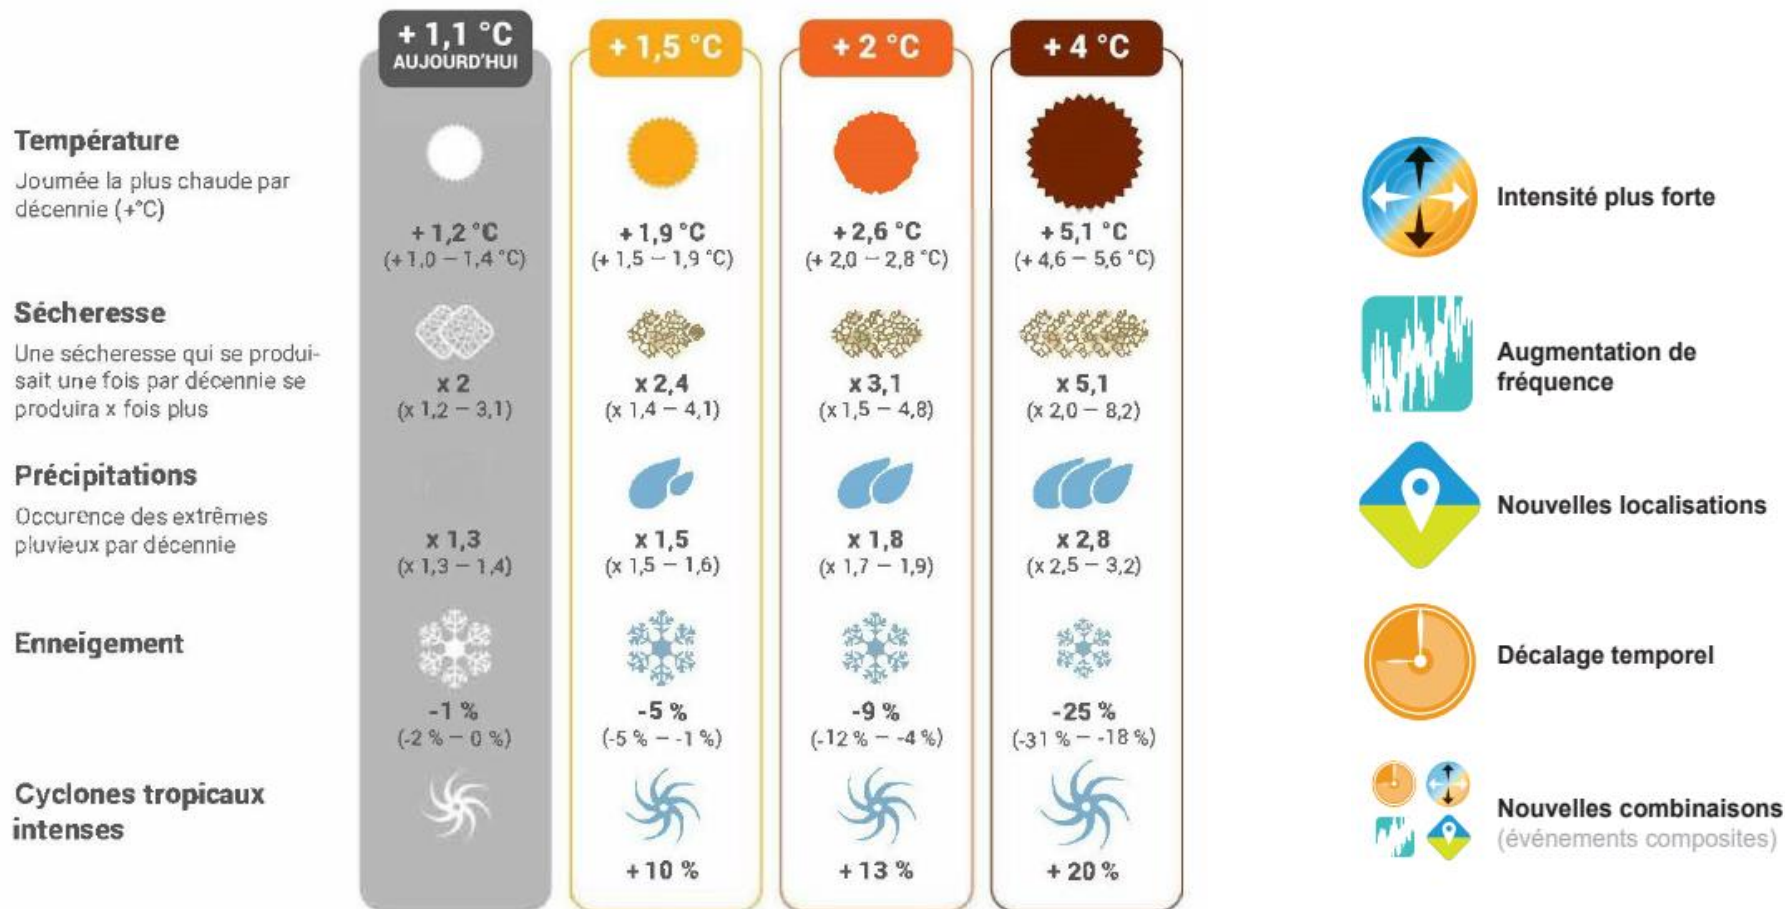 + 1,1 °C
AUJOURD'HUI
+ 1,5 °C
+ 2 °C
+ 4 °C
Température
Journée la plus chaude par
décennie (+°C)
+ 1,2 °C
(+ 1,0 – 1,4 °C)
+ 1,9 °C
(+ 1,5 – 1,9 °C)
+ 2,6 °C
(+ 2,0 – 2,8 °C)
+ 5,1 °C
(+ 4,6 – 5,6 °C)
Sécheresse
Une sécheresse qui se produi-
sait une fois par décennie se
produira x fois plus
x 2
(x 1,2 – 3,1)
x 2,4
(x 1,4 – 4,1)
x 3,1
(x 1,5 – 4,8)
x 5,1
(x 2,0 – 8,2)
Précipitations
Occurence des extrêmes
pluvieux par décennie
x 1,3
(x 1,3 – 1,4)
x 1,5
(x 1,5 – 1,6)
x 1,8
(x 1,7 – 1,9)
x 2,8
(x 2,5 – 3,2)
Enneigement
-1 %
(-2 % – 0 %)
-5 %
(-5 % – -1 %)
-9 %
(-12 % – -4 %)
-25 %
(-31 % – -18 %)
Cyclones tropicaux
intenses
+ 10 %
+ 13 %
+ 20 %
Intensité plus forte
Augmentation de
fréquence
Nouvelles localisations
Décalage temporel
Nouvelles combinaisons
(événements composites)